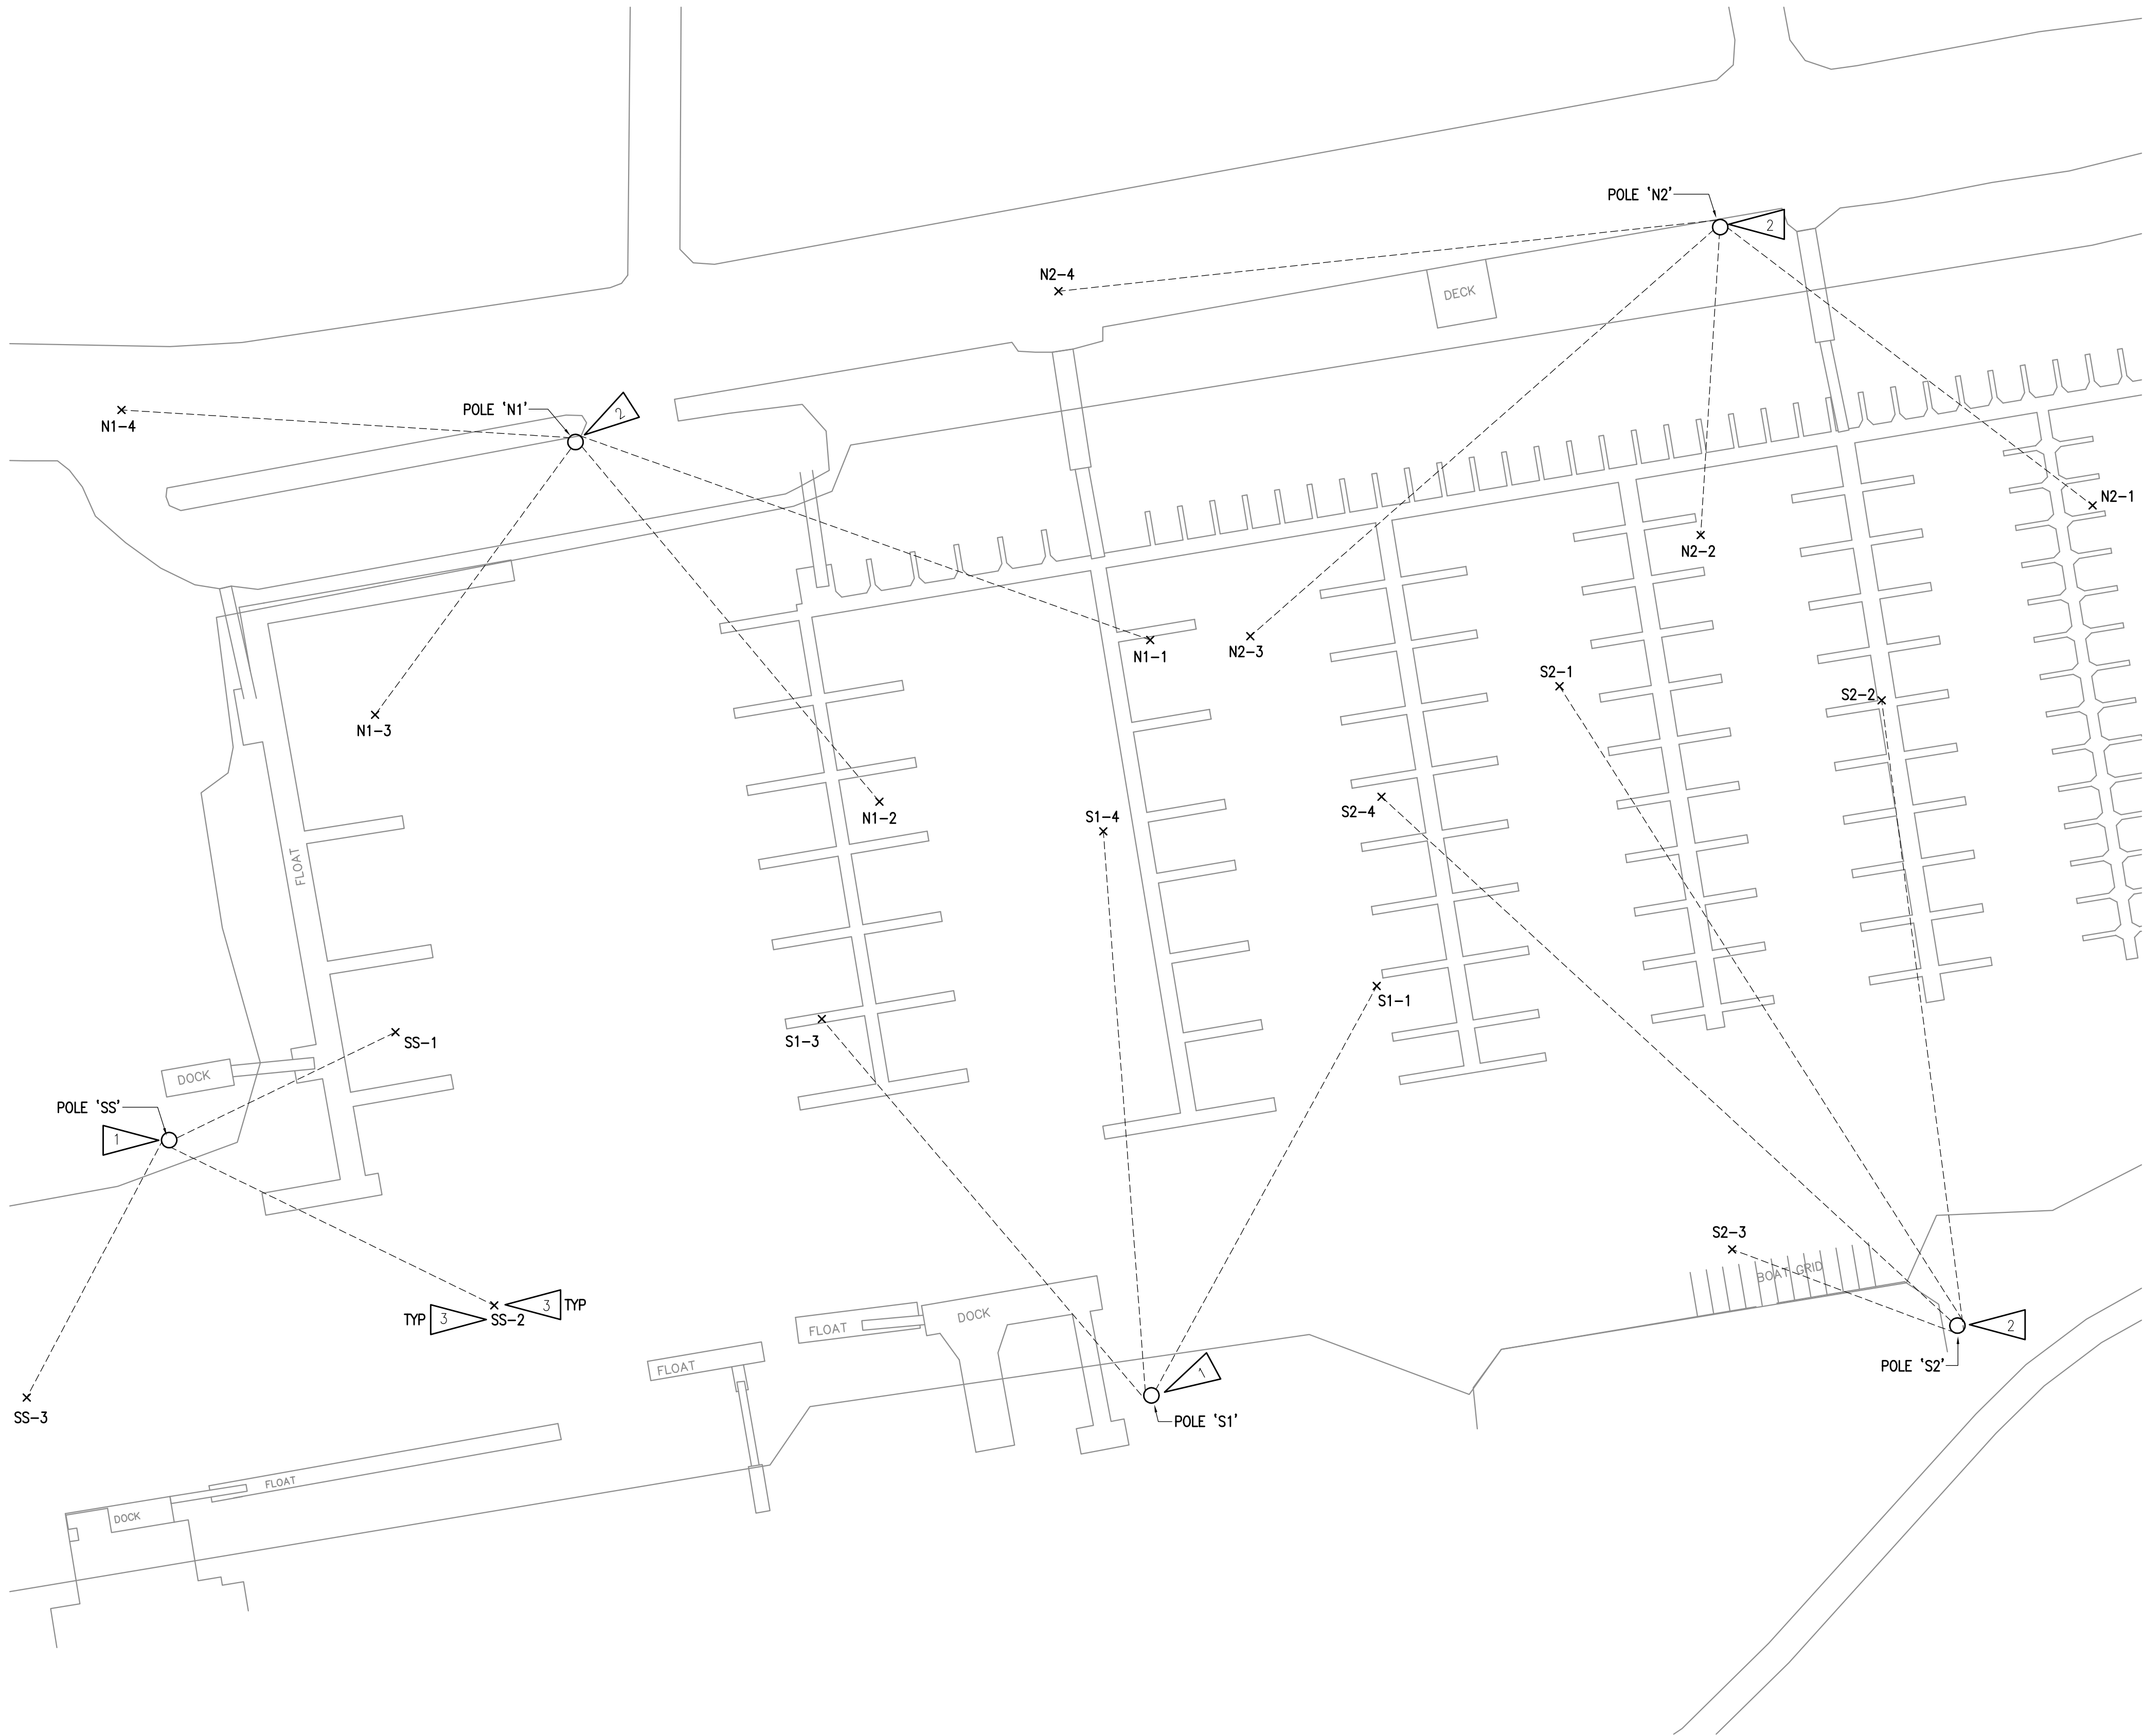 POLE ‘N2’
2
N2-4
DECK
2
POLE ‘N1’
N1-4
N2-1
N2-2
N1-1
N2-3
S2-1
S2-2
N1-3
S2-4
N1-2
S1-4
FLOAT
S1-1
S1-3
SS-1
DOCK
POLE ‘SS’
1
S2-3
BOAT GRID
TYP 3
SS-2
3 TYP
DOCK
FLOAT
2
POLE ‘S2’
FLOAT
1
SS-3
POLE ‘S1’
FLOAT
DOCK